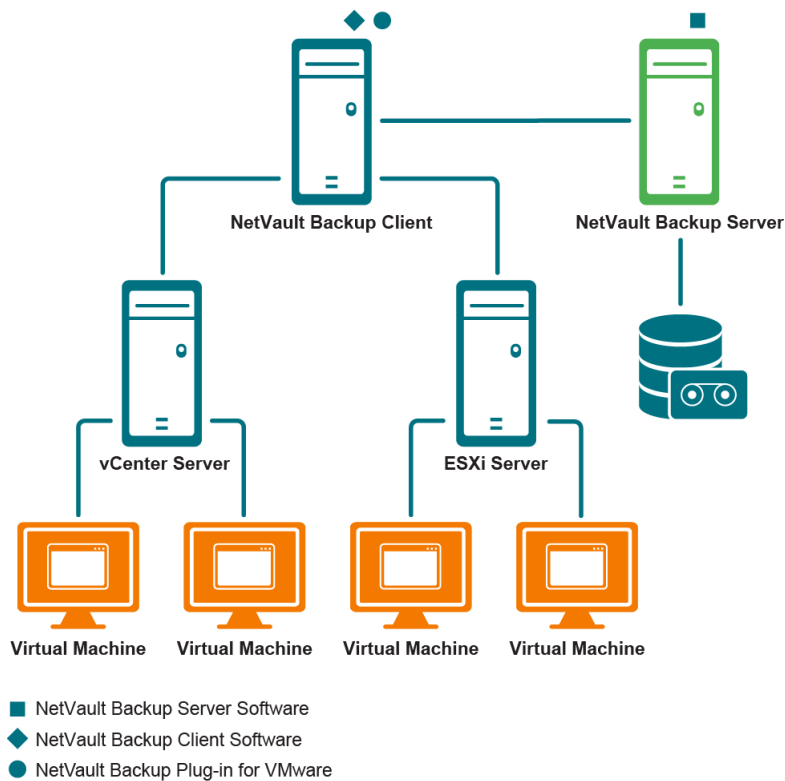 NetVault Backup Client
NetVault Backup Server
vCenter Server
ESXi Server
Virtual Machine
Virtual Machine
Virtual Machine
Virtual Machine
NetVault Backup Server Software
NetVault Backup Client Software
NetVault Backup Plug-in for VMware